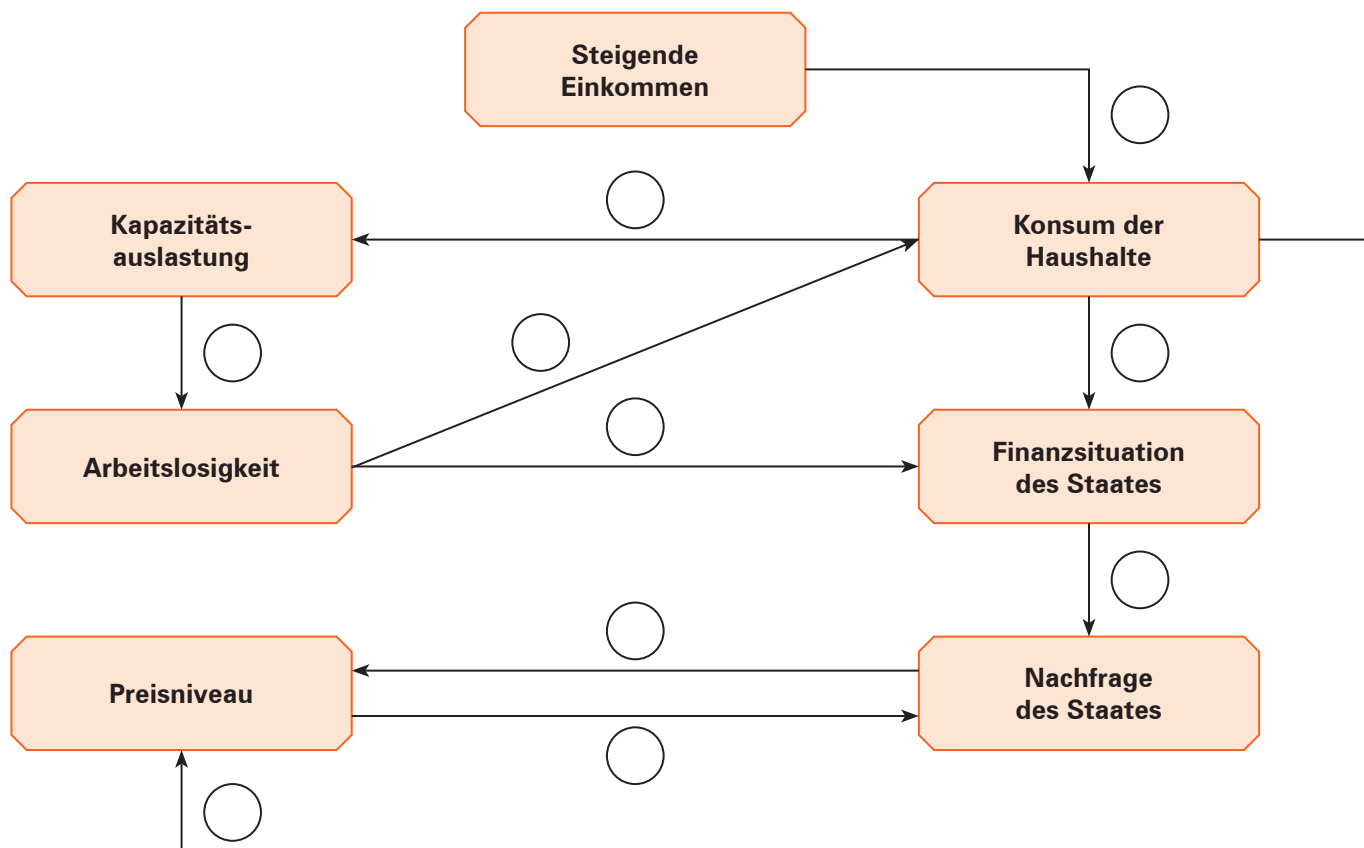 Steigende
Einkommen
Kapazitäts-
auslastung
Konsum der
Haushalte
Arbeitslosigkeit
Finanzsituation
des Staates
Preisniveau
Nachfrage
des Staates